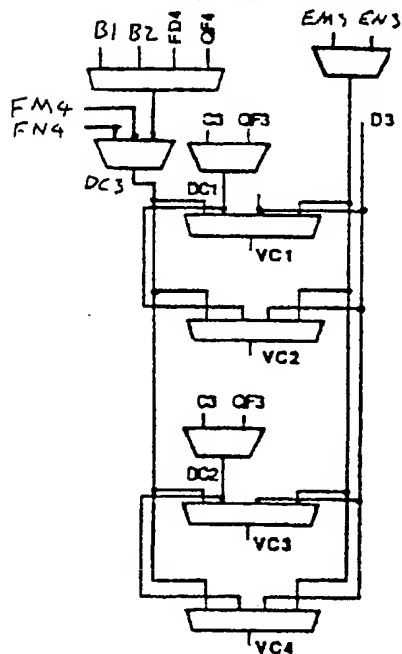 B1 B2 FD4 QF4
EM3 EN3
FM4
FN4
C3 QF3
D3
DC3
DC1
VC1
VC2
C3 QF3
DC2
VC3
VC4